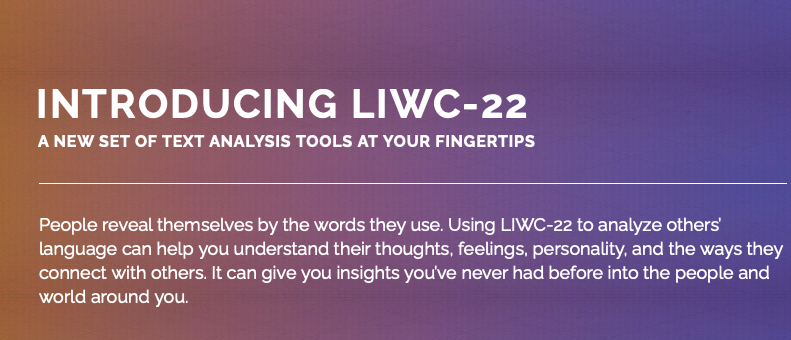 INTRODUCING LIWC-22
A NEW SET OF TEXT ANALYSIS TOOLS AT YOUR FINGERTIPS
People reveal themselves by the words they use. Using LIWC-22 to analyze others’
language can help you understand their thoughts, feelings, personality, and the ways they
connect with others. It can give you insights you’ve never had before into the people and
world around you.